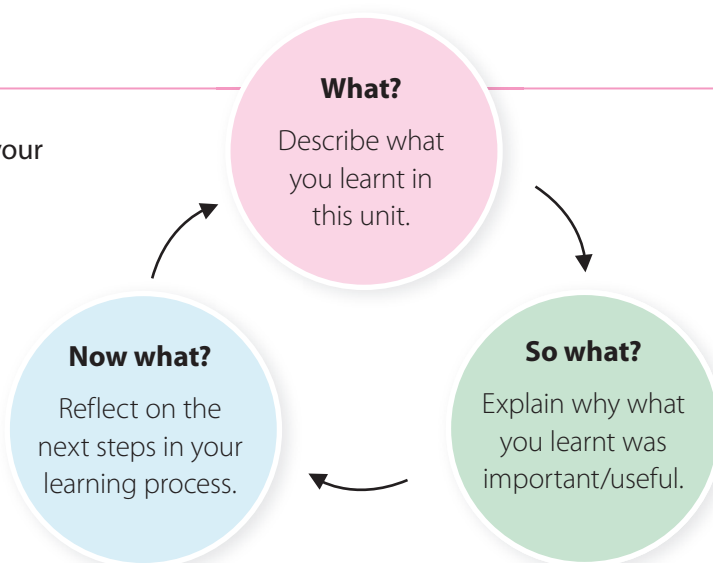 your
What?
Describe what
you learnt in
this unit.
So what?
Explain why what
you learnt was
important/useful.
Now what?
Reflect on the
next steps in your
learning process.